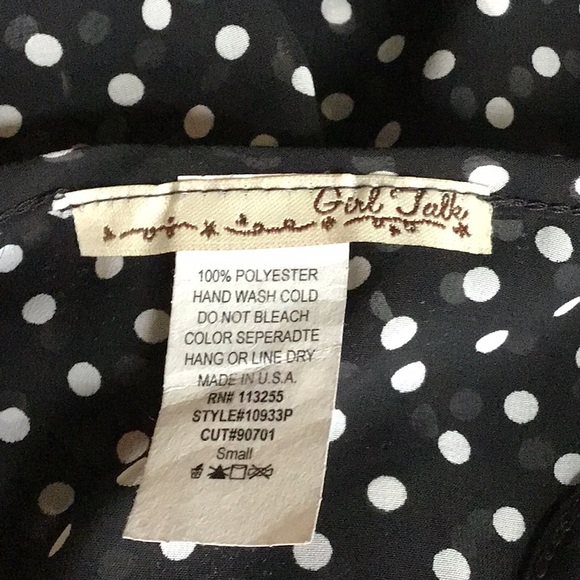 Girl Talk
100% POLYESTER
HAND WASH COLD
DO NOT BLEACH
COLOR SEPERADTE
HANG OR LINE DRY
MADE IN U.S.A.
RN# 113255
STYLE#10933P
CUT#90701
Small